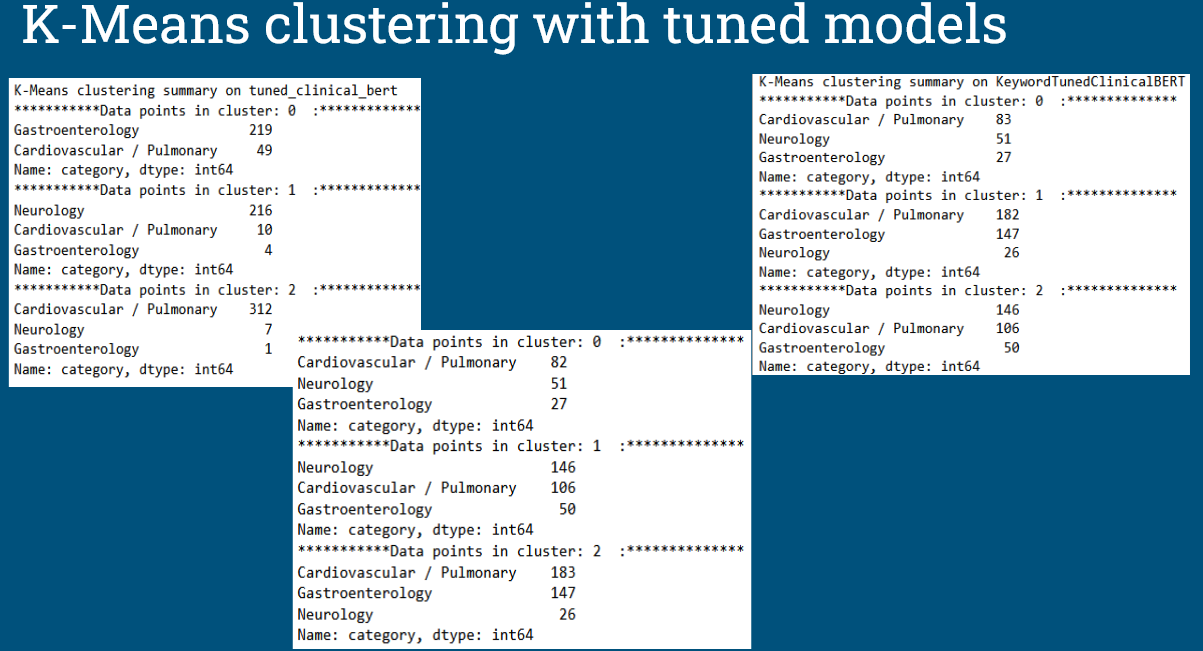 K-Means clustering with tuned models
K-Means clustering summary on tuned_clinical_bert
***********Data points in cluster: 0  :*************
Gastroenterology             219
Cardiovascular / Pulmonary     49
Name: category, dtype: int64
***********Data points in cluster: 1  :*************
Neurology                    216
Cardiovascular / Pulmonary     10
Gastroenterology               4
Name: category, dtype: int64
***********Data points in cluster: 2  :*************
Cardiovascular / Pulmonary    312
Neurology                      7
Gastroenterology               1
Name: category, dtype: int64
***********Data points in cluster: 0  :**************
Cardiovascular / Pulmonary    82
Neurology                     51
Gastroenterology              27
Name: category, dtype: int64
***********Data points in cluster: 1  :**************
Neurology                     146
Cardiovascular / Pulmonary    106
Gastroenterology               50
Name: category, dtype: int64
***********Data points in cluster: 2  :**************
Cardiovascular / Pulmonary    183
Gastroenterology              147
Neurology                      26
Name: category, dtype: int64
K-Means clustering summary on KeywordTunedClinicalBERT
***********Data points in cluster: 0  :**************
Cardiovascular / Pulmonary    83
Neurology                     51
Gastroenterology              27
Name: category, dtype: int64
***********Data points in cluster: 1  :**************
Cardiovascular / Pulmonary    182
Gastroenterology              147
Neurology                      26
Name: category, dtype: int64
***********Data points in cluster: 2  :**************
Neurology                     146
Cardiovascular / Pulmonary    106
Gastroenterology               50
Name: category, dtype: int64